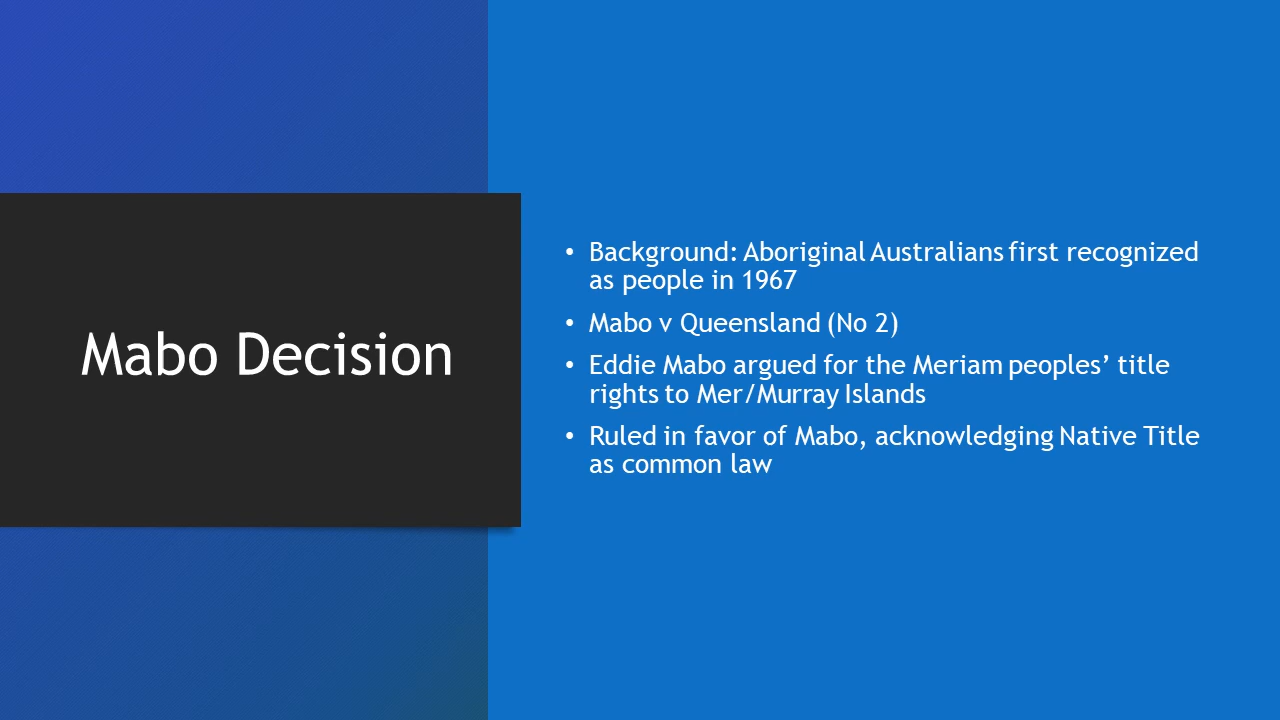 Mabo Decision
• Background: Aboriginal Australians first recognized
as people in 1967
• Mabo v Queensland (No 2)
• Eddie Mabo argued for the Meriam peoples’ title
rights to Mer/Murray Islands
• Ruled in favor of Mabo, acknowledging Native Title
as common law